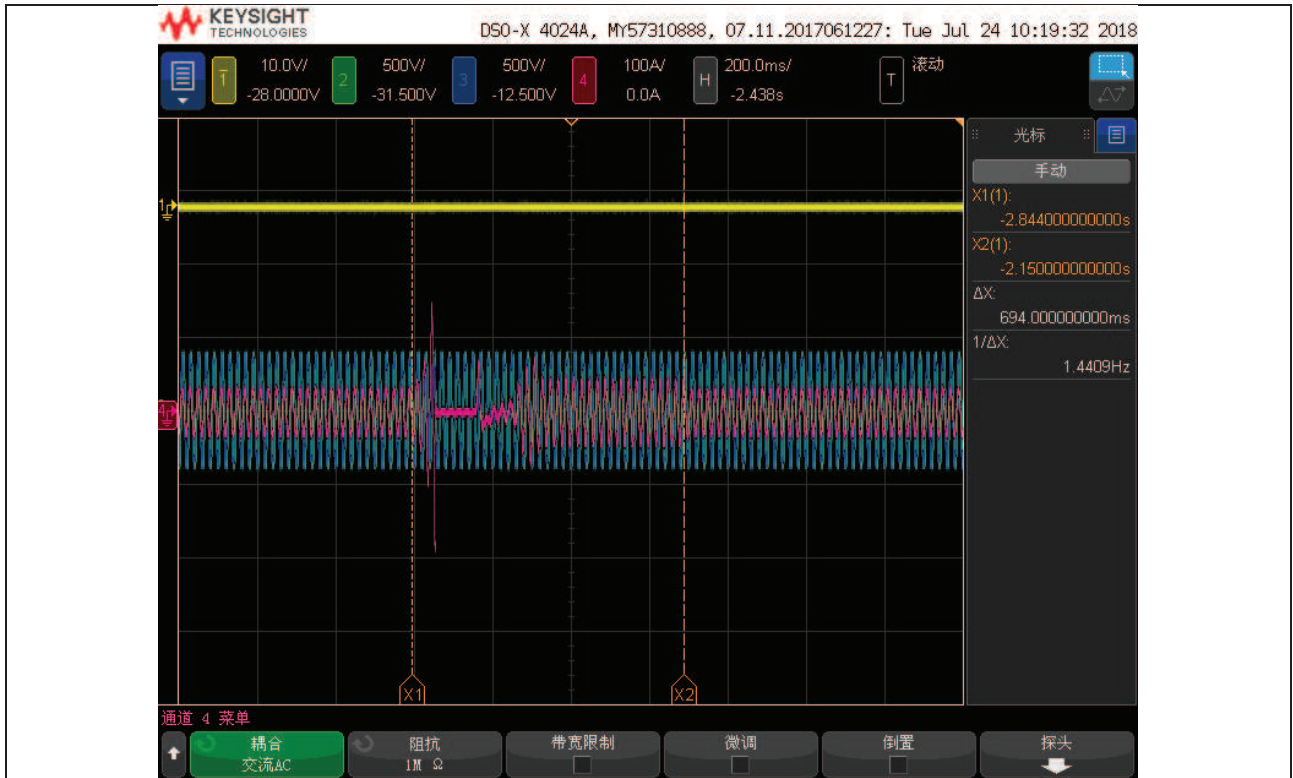 KEYSIGHT
TECHNOLOGIES
DSO-X 4024A, MY57310888, 07.11.2017061227: Tue Jul 24 10:19:32 2018
1 10.0V/ 2 500V/ 3 500V/ 4 100A/ H 200.0ms/ T 滚动
-28.0000V -31.500V -12.500V 0.0A -2.438s
光标
手动
X1(1):
-2.844000000000s
X2(1):
-2.150000000000s
ΔX:
694.000000000ms
1/ΔX:
1.4409Hz
1
4
X1 X2
通道 4 菜单
耦合 阻抗 带宽限制 微调 倒置 探头
交流AC 1M Ω